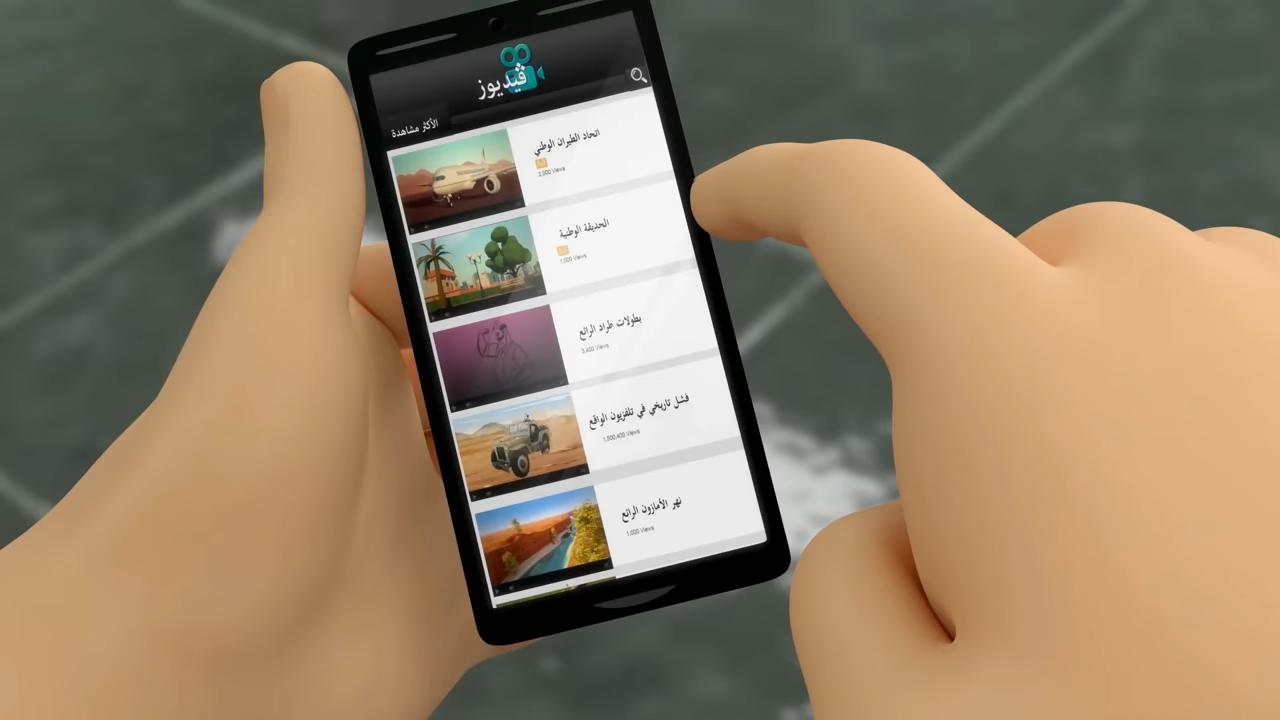 ڤيديوز
الأكثر مشاهدة
اتحاد الطيران الوطني
2,000 Views
الحديقة الوطنية
1,000 Views
بطولات طراد الرائع
3,400 Views
فشل تاريخي في تلفزيون الواقع
1,500,400 Views
نهر الأمازون الرائع
1,000 Views